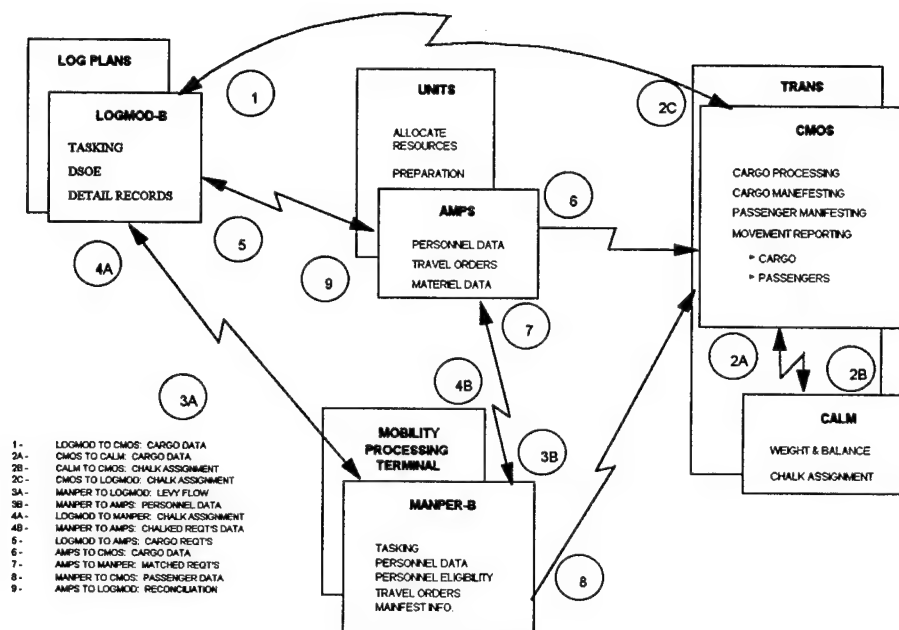 LOG PLANS
LOGMOD-B
TASKING
DSOE
DETAIL RECORDS
1
UNITS
ALLOCATE
RESOURCES
PREPARATION
AMPS
PERSONNEL DATA
TRAVEL ORDERS
MATERIEL DATA
2C
TRANS
CMOS
CARGO PROCESSING
CARGO MANEFESTING
PASSENGER MANIFESTING
MOVEMENT REPORTING
▸ CARGO
▸ PASSENGERS
6
5
9
4A
7
2A
2B
CALM
WEIGHT & BALANCE
CHALK ASSIGNMENT
3A
4B
3B
MOBILITY
PROCESSING
TERMINAL
MANPER-B
TASKING
PERSONNEL DATA
PERSONNEL ELIGIBILITY
TRAVEL ORDERS
MAINFEST INFO.
8
1 - LOGMOD TO CMOS: CARGO DATA
2A - CMOS TO CALM: CARGO DATA
2B - CALM TO CMOS: CHALK ASSIGNMENT
2C - CMOS TO LOGMOD: CHALK ASSIGNMENT
3A - MANPER TO LOGMOD: LEVY FLOW
3B - MANPER TO AMPS: PERSONNEL DATA
4A - LOGMOD TO MANPER: CHALK ASSIGNMENT
4B - MANPER TO AMPS: CHALKED REQT'S DATA
5 - LOGMOD TO AMPS: CARGO REQT'S
6 - AMPS TO CMOS: CARGO DATA
7 - AMPS TO MANPER: MATCHED REQT'S
8 - MANPER TO CMOS: PASSENGER DATA
9 - AMPS TO LOGMOD: RECONCILIATION